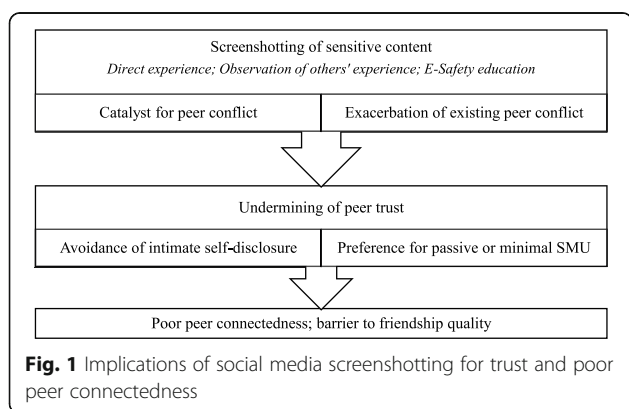 Screenshotting of sensitive content
Direct experience; Observation of others' experience; E-Safety education
Catalyst for peer conflict
Exacerbation of existing peer conflict
Undermining of peer trust
Avoidance of intimate self-disclosure
Preference for passive or minimal SMU
Poor peer connectedness; barrier to friendship quality
Fig. 1 Implications of social media screenshotting for trust and poor
peer connectedness